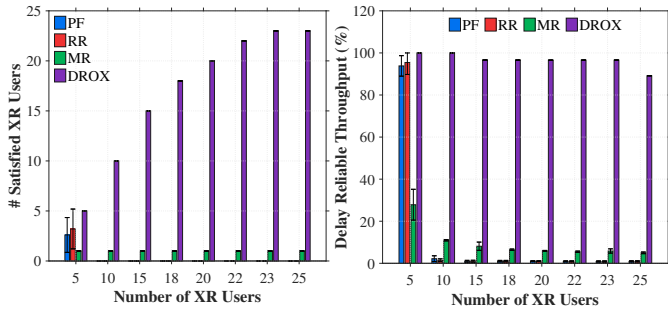 # Satisfied XR Users
25
20
15
10
5
0
PF
RR
MR
DROX
5 10 15 18 20 22 23 25
Number of XR Users
Delay Reliable Throughput (%)
120
100
80
60
40
20
0
PF RR MR DROX
5 10 15 18 20 22 23 25
Number of XR Users